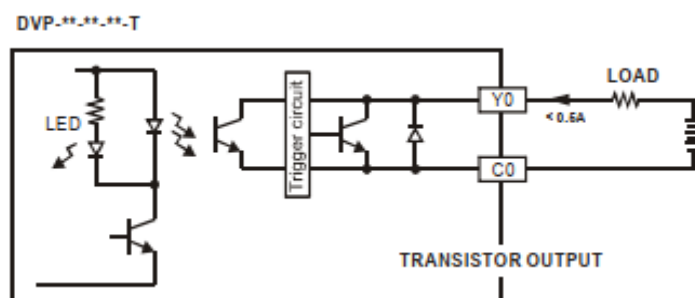 DVP-**-**-**-T
LED
Trigger circuit
Y0
C0
LOAD
< 0.5A
TRANSISTOR OUTPUT